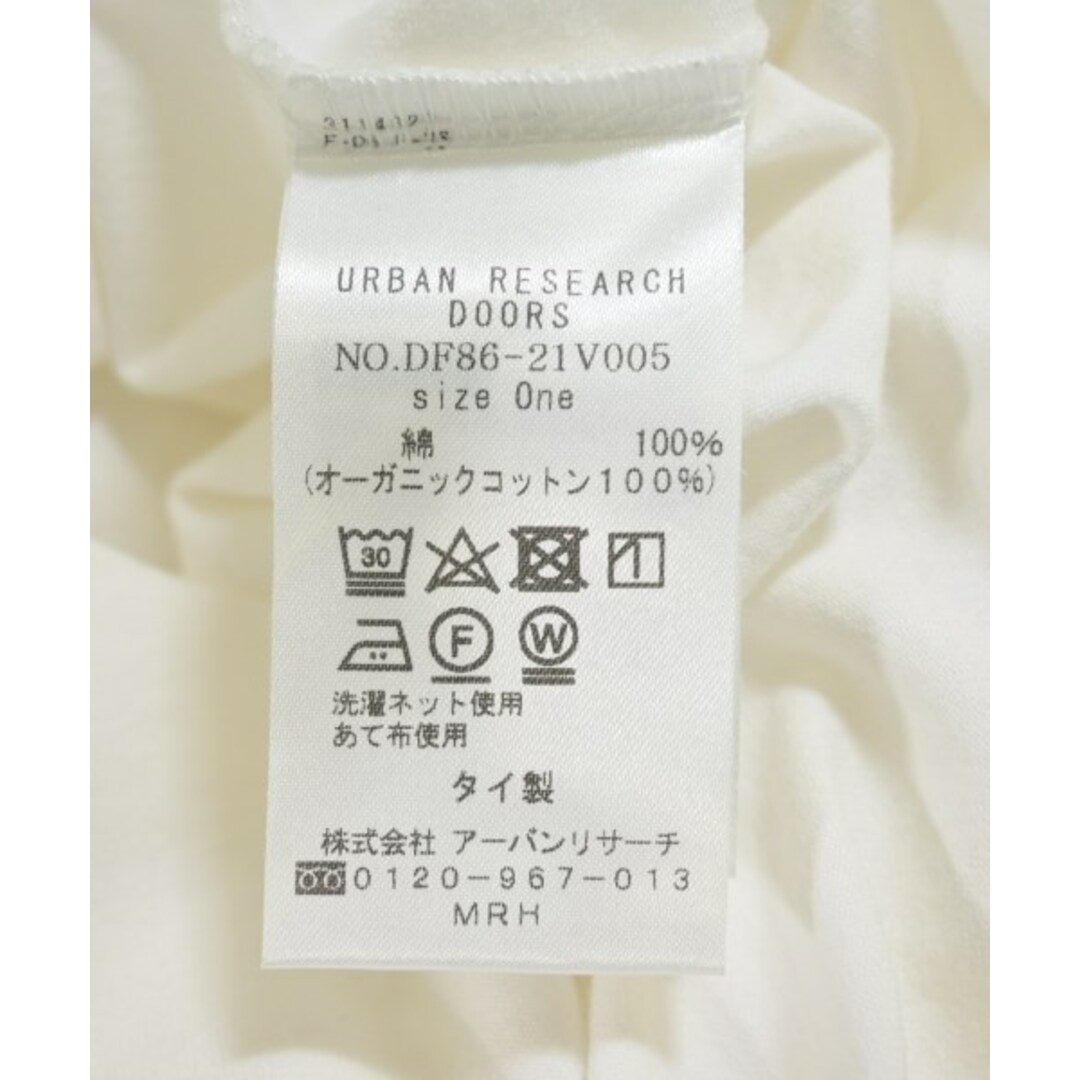 URBAN RESEARCH
DOORS
NO.DF86-21V005
size One
綿 100%
(オーガニックコットン100%)
30
F W
洗濯ネット使用
あて布使用
タイ製
株式会社 アーバンリサーチ
0120-967-013
MRH